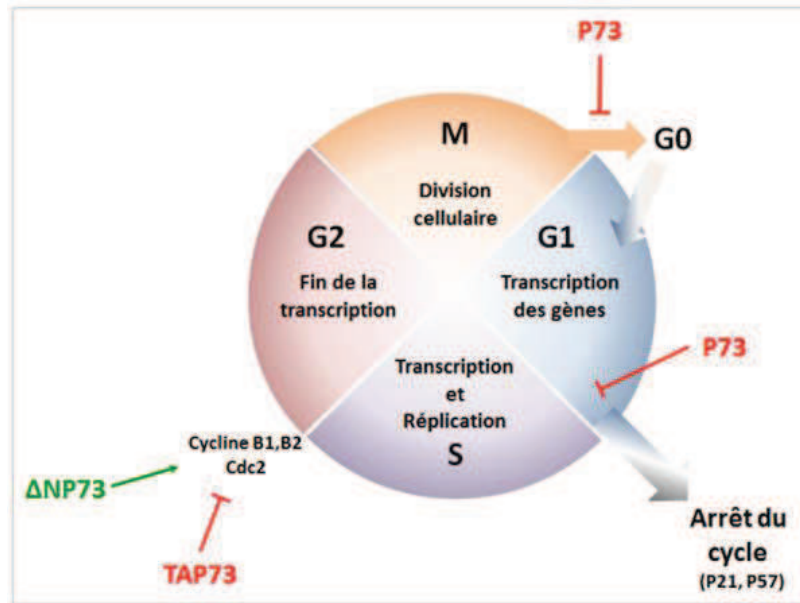 P73
M
G0
Division
cellulaire
G2
G1
Fin de la
transcription
Transcription
des gènes
P73
Transcription
et
Réplication
S
Cycline B1,B2
Cdc2
ΔNP73
TAP73
Arrêt du
cycle
(P21, P57)